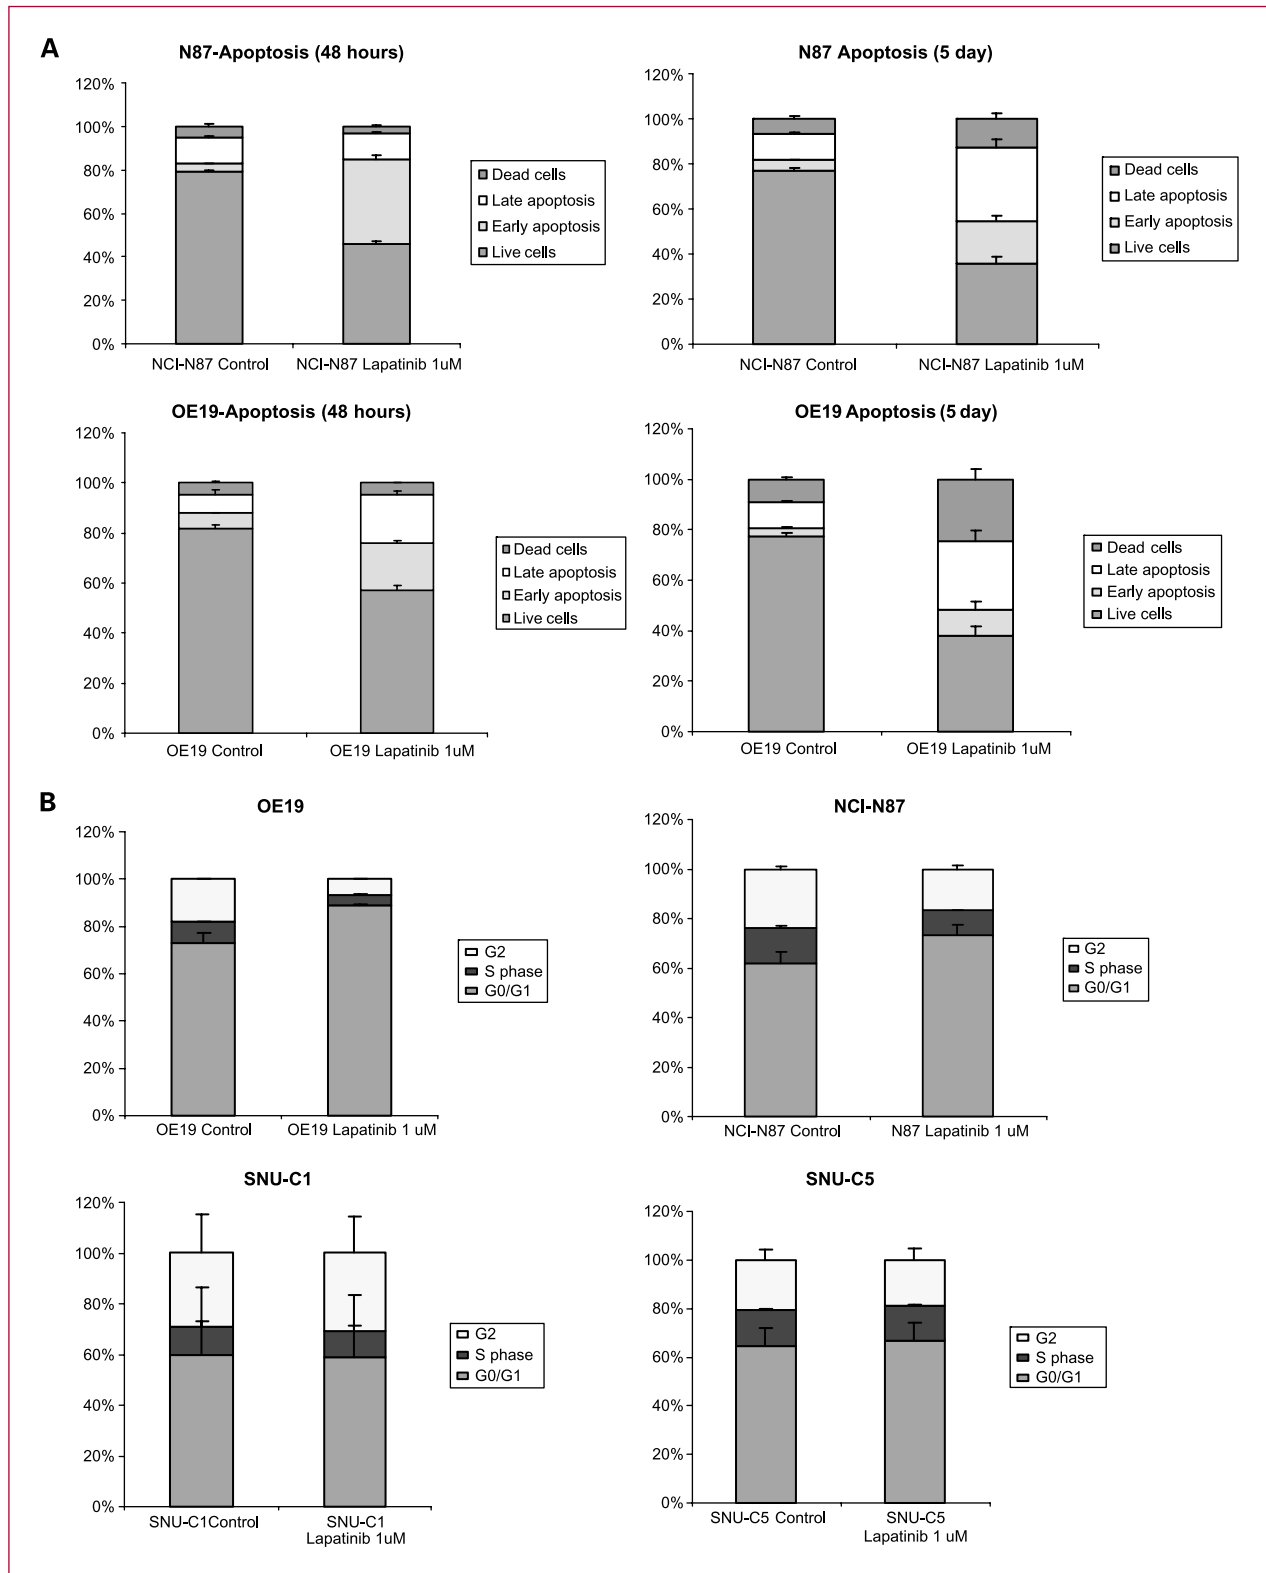 A
N87-Apoptosis (48 hours)
120%
100%
80%
60%
40%
20%
0%
NCI-N87 Control
NCI-N87 Lapatinib 1uM
Dead cells
Late apoptosis
Early apoptosis
Live cells
N87 Apoptosis (5 day)
120%
100%
80%
60%
40%
20%
0%
NCI-N87 Control
NCI-N87 Lapatinib 1uM
Dead cells
Late apoptosis
Early apoptosis
Live cells
OE19-Apoptosis (48 hours)
120%
100%
80%
60%
40%
20%
0%
OE19 Control
OE19 Lapatinib 1uM
Dead cells
Late apoptosis
Early apoptosis
Live cells
OE19 Apoptosis (5 day)
120%
100%
80%
60%
40%
20%
0%
OE19 Control
OE19 Lapatinib 1uM
Dead cells
Late apoptosis
Early apoptosis
Live cells
B
OE19
120%
100%
80%
60%
40%
20%
0%
OE19 Control
OE19 Lapatinib 1 uM
G2
S phase
G0/G1
NCI-N87
120%
100%
80%
60%
40%
20%
0%
NCI-N87 Control
N87 Lapatinib 1 uM
G2
S phase
G0/G1
SNU-C1
120%
100%
80%
60%
40%
20%
0%
SNU-C1Control
SNU-C1
Lapatinib 1uM
G2
S phase
G0/G1
SNU-C5
120%
100%
80%
60%
40%
20%
0%
SNU-C5 Control
SNU-C5
Lapatinib 1 uM
G2
S phase
G0/G1